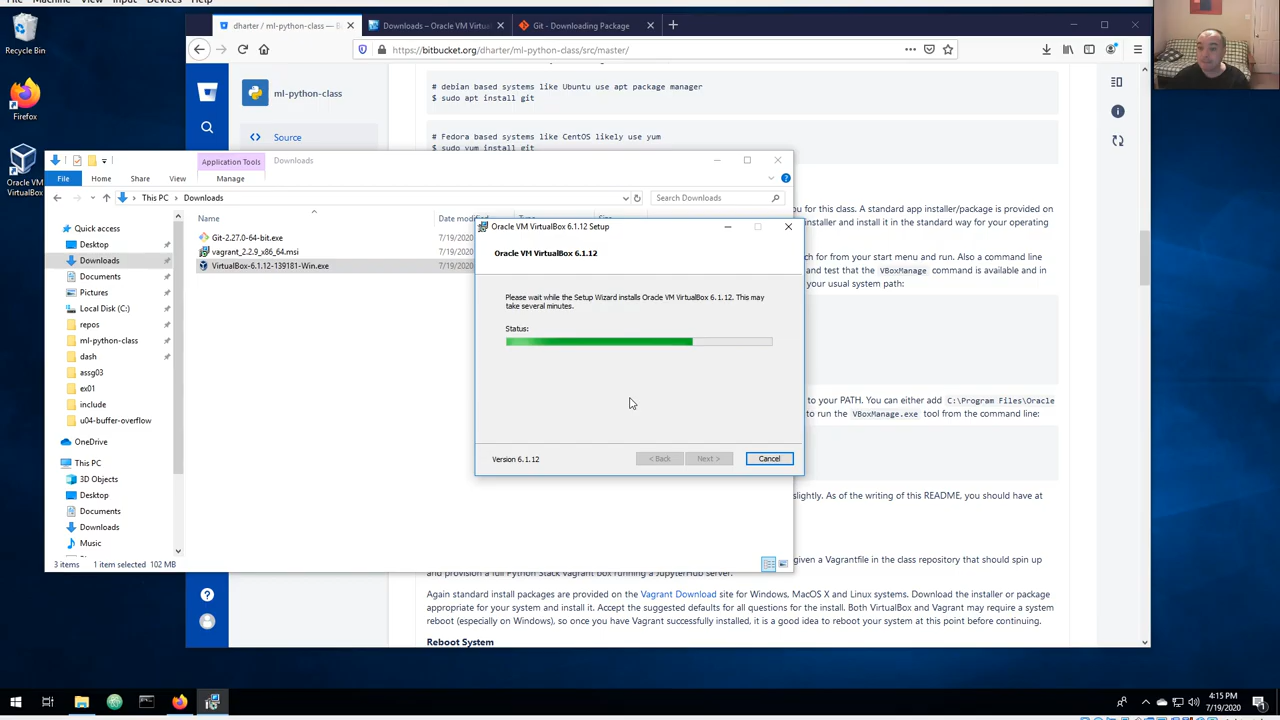 File Machine View Input Devices Help
Recycle Bin
Firefox
Oracle VM
VirtualBox
dharter / ml-python-class — B
Downloads – Oracle VM Virtu
Git - Downloading Package
https://bitbucket.org/dharter/ml-python-class/src/master/
ml-python-class
Source
# debian based systems like Ubuntu use apt package manager
$ sudo apt install git
# Fedora based systems like CentOS likely use yum
$ sudo yum install git
Application Tools
Downloads
File
Home
Share
View
Manage
This PC
Downloads
Search Downloads
Name
Date modified
Type
Size
Git-2.27.0-64-bit.exe
7/19/2020
vagrant_2.2.9_x86_64.msi
7/19/2020
VirtualBox-6.1.12-139181-Win.exe
7/19/2020
Quick access
Desktop
Downloads
Documents
Pictures
Local Disk (C:)
repos
ml-python-class
dash
assg03
ex01
include
u04-buffer-overflow
OneDrive
This PC
3D Objects
Desktop
Documents
Downloads
Music
3 items
1 item selected 102 MB
Oracle VM VirtualBox 6.1.12 Setup
Oracle VM VirtualBox 6.1.12
Please wait while the Setup Wizard installs Oracle VM VirtualBox 6.1.12. This may
take several minutes.
Status:
Version 6.1.12
< Back
Next >
Cancel
you for this class. A standard app installer/package is provided on
installer and install it in the standard way for your operating
ch for from your start menu and run. Also a command line
and test that the VBoxManage command is available and in
your usual system path:
to your PATH. You can either add C:\Program Files\Oracle
to run the VBoxManage.exe tool from the command line:
slightly. As of the writing of this README, you should have at
given a Vagrantfile in the class repository that should spin up
and provision a full Python Stack Vagrant box running a JupyterHub server.
Again standard install packages are provided on the Vagrant Download site for Windows, MacOS X and Linux systems. Download the installer or package
appropriate for your system and install it. Accept the suggested defaults for all questions for the install. Both VirtualBox and Vagrant may require a system
reboot (especially on Windows), so once you have Vagrant successfully installed, it is a good idea to reboot your system at this point before continuing.
Reboot System
4:15 PM
7/19/2020